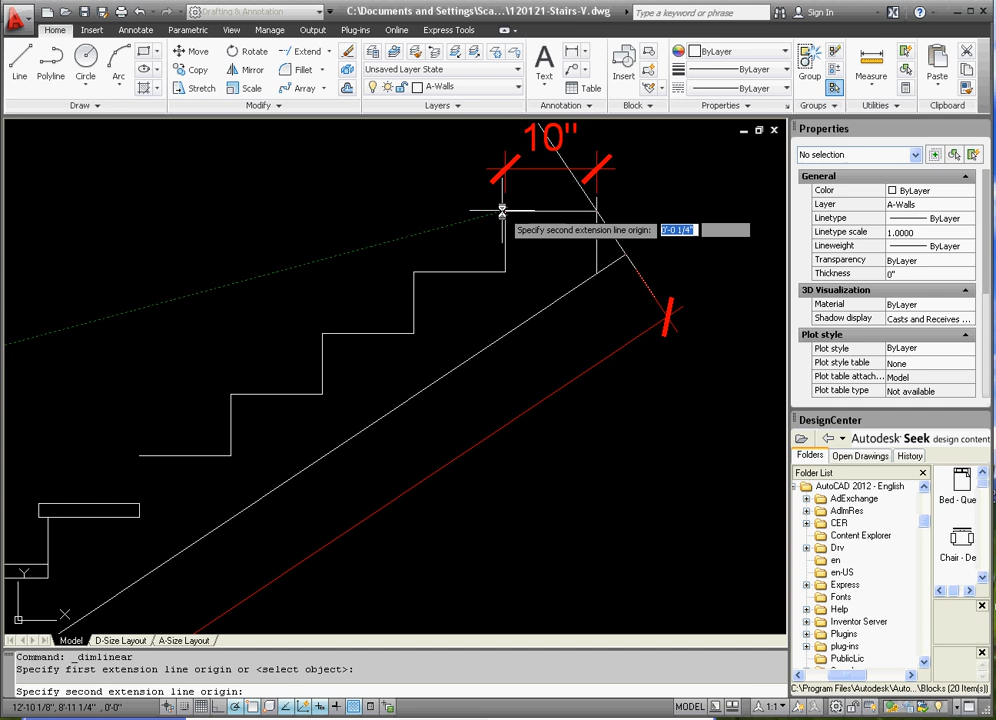 Drafting & Annotation
C:\Documents and Settings\Sca...\120121-Stairs-V.dwg
Type a keyword or phrase
Sign In
Home Insert Annotate Parametric View Manage Output Plug-ins Online Express Tools
Line Polyline Circle Arc
Move Rotate Extend
Copy Mirror Fillet
Stretch Scale Array
Unsaved Layer State
A-Walls
Text
Table
Insert
ByLayer
ByLayer
ByLayer
Group
Measure
Paste
Draw Modify Layers Annotation Block Properties Groups Utilities Clipboard
10"
Specify second extension line origin: 0'-0 1/4"
Y
X
Properties
No selection
General
Color ByLayer
Layer A-Walls
Linetype ByLayer
Linetype scale 1.0000
Lineweight ByLayer
Transparency ByLayer
Thickness 0"
3D Visualization
Material ByLayer
Shadow display Casts and Receives ...
Plot style
Plot style ByLayer
Plot style table None
Plot table attach... Model
Plot table type Not available
DesignCenter
Autodesk Seek design content
Folders Open Drawings History
Folder List
AutoCAD 2012 - English
AdExchange
AdlmRes
CER
Content Explorer
Drv
en
en-US
Express
Fonts
Help
Inventor Server
Plugins
plug-ins
PublicLic
Bed - Que
Chair - De
C:\Program Files\Autodesk\Auto...\Blocks (20 Item(s))
Model D-Size Layout A-Size Layout
Command: _dimlinear
Specify first extension line origin or <select object>:
Specify second extension line origin:
12'-10 1/8", 8'-11 1/4" , 0'-0"
MODEL
1:1